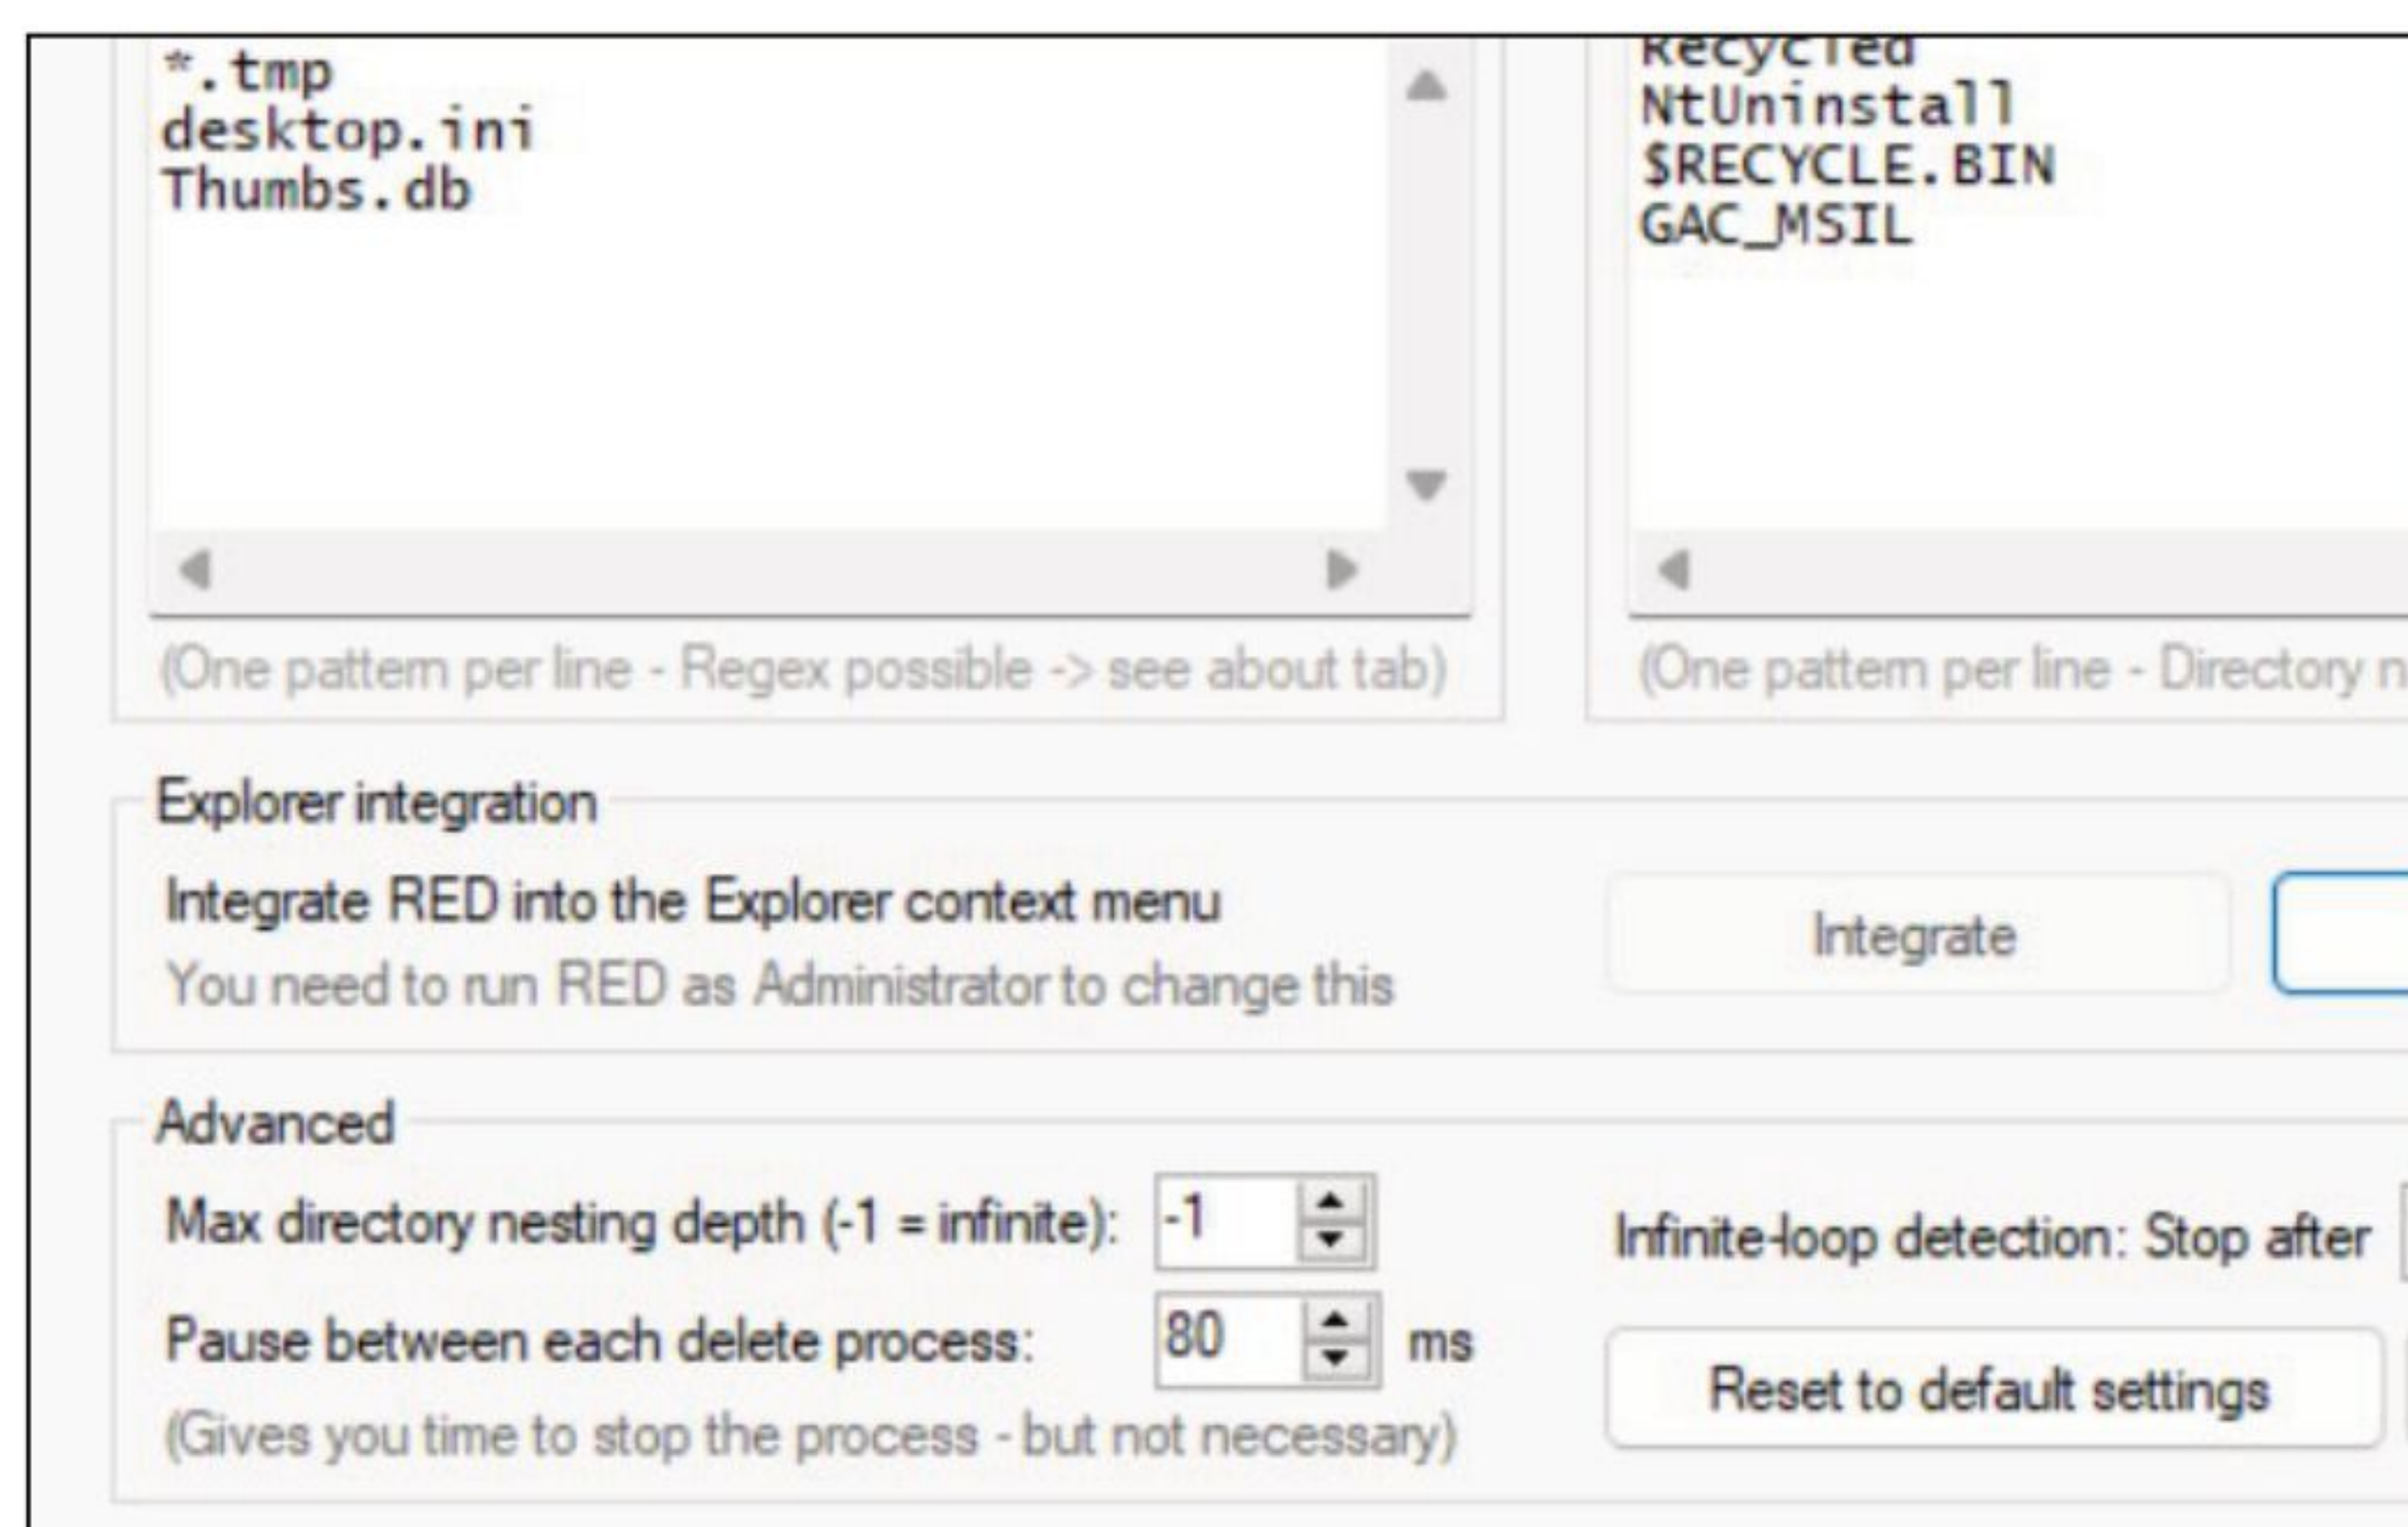 *.tmp
desktop.ini
Thumbs.db
Recycled
NtUninstall
$RECYCLE.BIN
GAC_MSIL
(One pattern per line - Regex possible -> see about tab)
(One pattern per line - Directory n
Explorer integration
Integrate RED into the Explorer context menu
You need to run RED as Administrator to change this
Integrate
Advanced
Max directory nesting depth (-1 = infinite): -1
Infinite-loop detection: Stop after
Pause between each delete process: 80 ms
(Gives you time to stop the process - but not necessary)
Reset to default settings